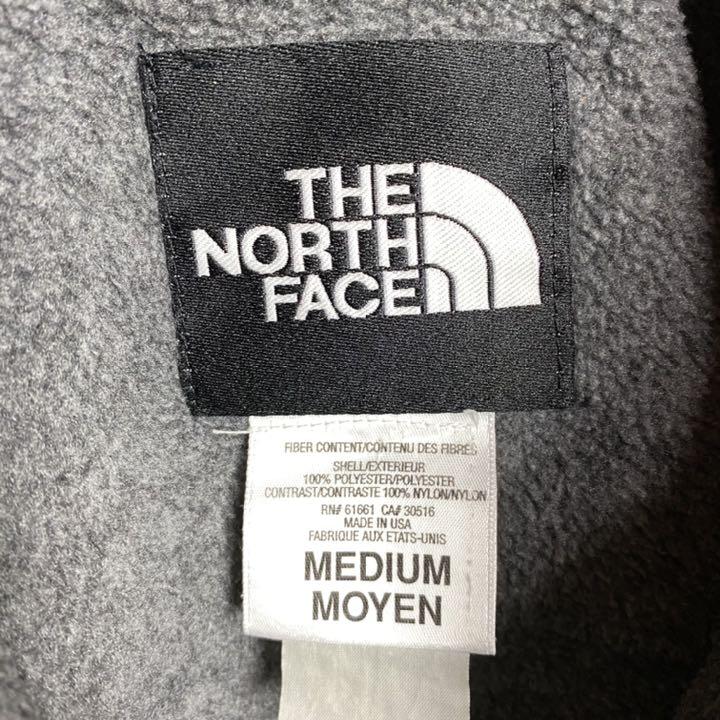 THE
NORTH
FACE
FIBER CONTENT/CONTENU DES FIBRES
SHELL/EXTERIEUR
100% POLYESTER/POLYESTER
CONTRAST/CONTRASTE 100% NYLON/NYLON
RN# 61661 CA# 30516
MADE IN USA
FABRIQUE AUX ETATS-UNIS
MEDIUM
MOYEN